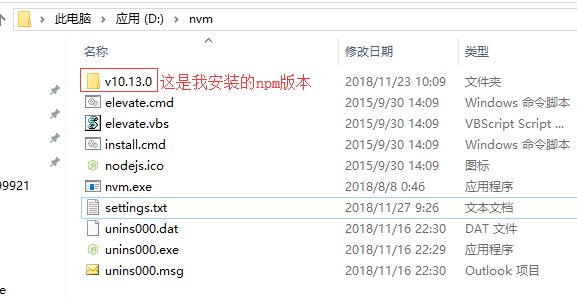 此电脑 › 应用 (D:) › nvm
名称 修改日期 类型
v10.13.0 这是我安装的npm版本 2018/11/23 10:09 文件夹
elevate.cmd 2015/9/30 14:09 Windows 命令脚本
elevate.vbs 2015/9/30 14:09 VBScript Script ...
install.cmd 2015/9/30 14:09 Windows 命令脚本
nodejs.ico 2015/9/30 14:09 图标
99921
nvm.exe 2018/8/8 0:46 应用程序
settings.txt 2018/11/27 9:26 文本文档
unins000.dat 2018/11/16 22:30 DAT 文件
unins000.exe 2018/11/16 22:29 应用程序
unins000.msg 2018/11/16 22:30 Outlook 项目